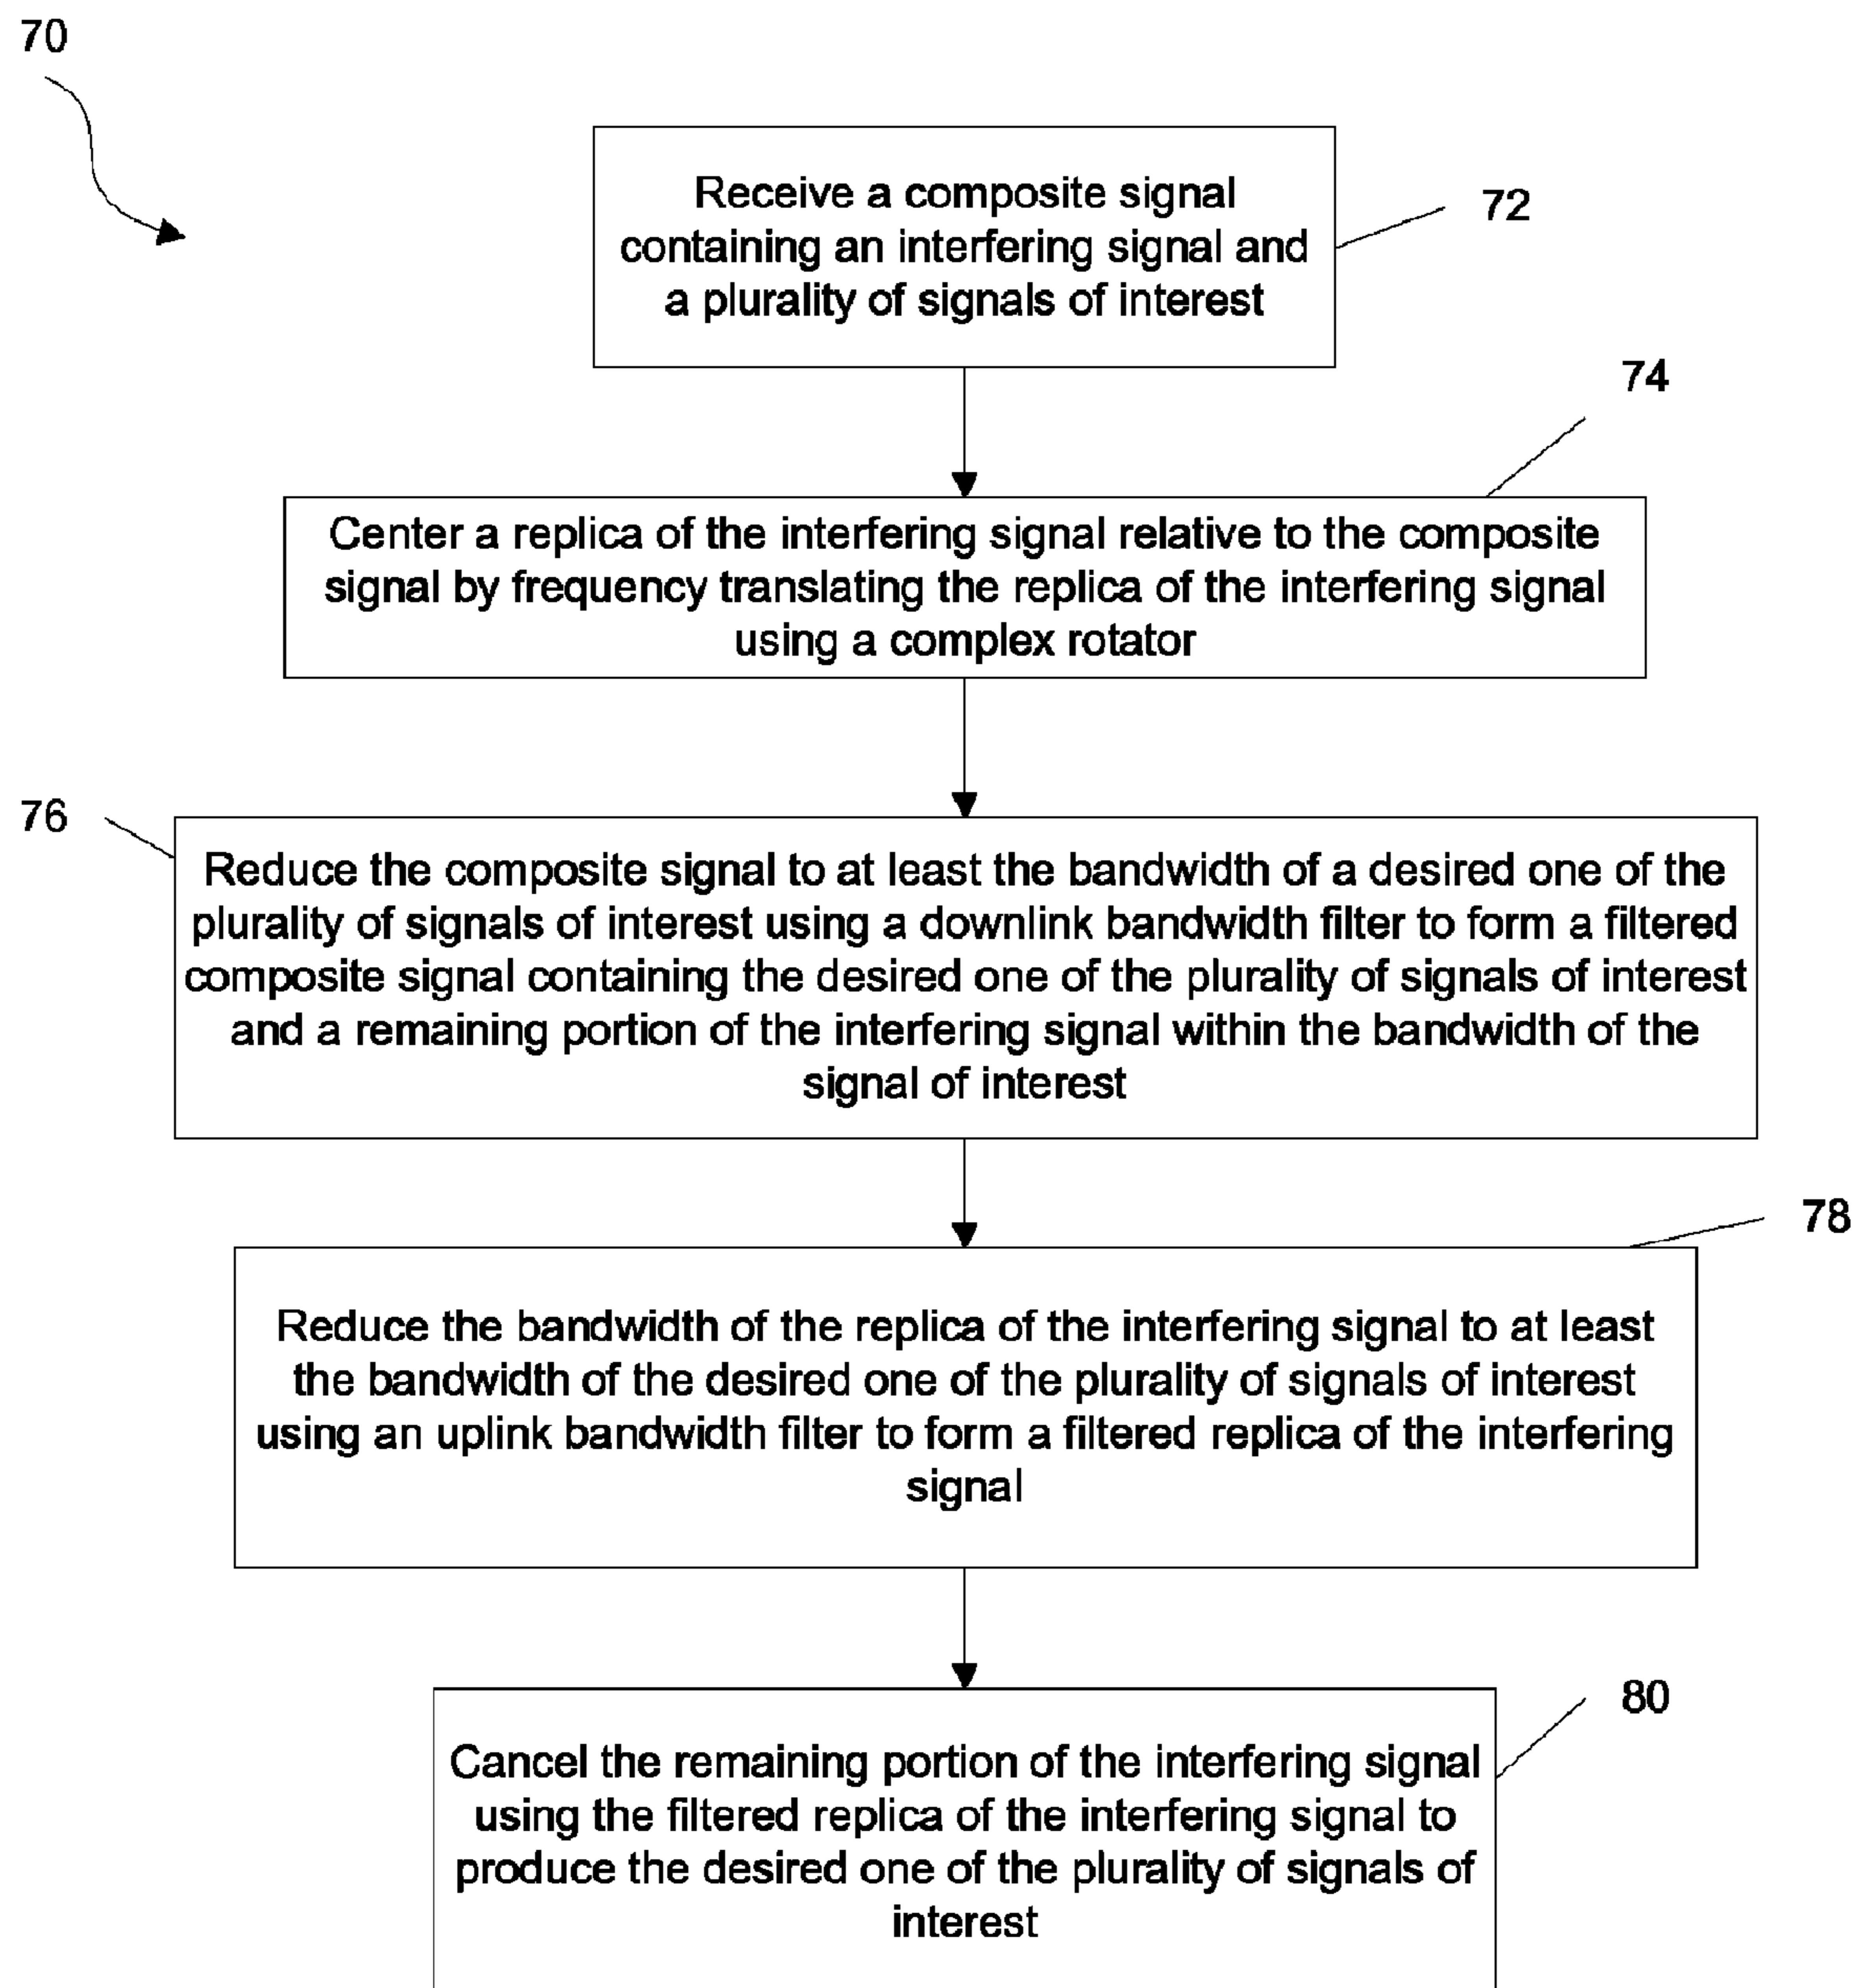 70
Receive a composite signal
containing an interfering signal and
a plurality of signals of interest
72
74
Center a replica of the interfering signal relative to the composite
signal by frequency translating the replica of the interfering signal
using a complex rotator
76
Reduce the composite signal to at least the bandwidth of a desired one of the
plurality of signals of interest using a downlink bandwidth filter to form a filtered
composite signal containing the desired one of the plurality of signals of interest
and a remaining portion of the interfering signal within the bandwidth of the
signal of interest
78
Reduce the bandwidth of the replica of the interfering signal to at least
the bandwidth of the desired one of the plurality of signals of interest
using an uplink bandwidth filter to form a filtered replica of the interfering
signal
80
Cancel the remaining portion of the interfering signal
using the filtered replica of the interfering signal to
produce the desired one of the plurality of signals of
interest